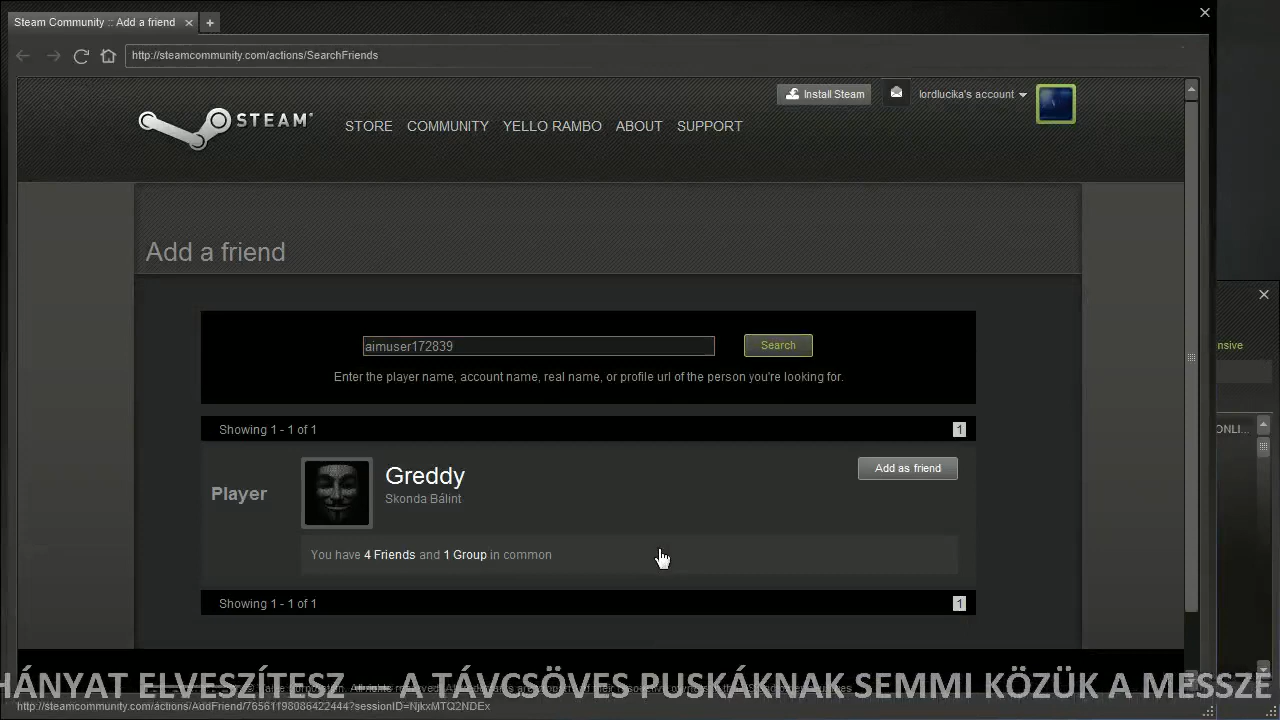 Steam Community :: Add a friend
http://steamcommunity.com/actions/SearchFriends
Install Steam
lordlucika's account
STEAM®
STORE COMMUNITY YELLO RAMBO ABOUT SUPPORT
Add a friend
aimuser172839
Search
Enter the player name, account name, real name, or profile url of the person you're looking for.
Showing 1 - 1 of 1
1
Player
Greddy
Skonda Bálint
Add as friend
You have 4 Friends and 1 Group in common
Showing 1 - 1 of 1
1
nsive
ONLI...
HÁNYAT ELVESZÍTESZ - A TÁVCSÖVES PUSKÁKNAK SEMMI KÖZÜK A MESSZE
http://steamcommunity.com/actions/AddFriend/76561198086422444?sessionID=NjkxMTQ2NDEx